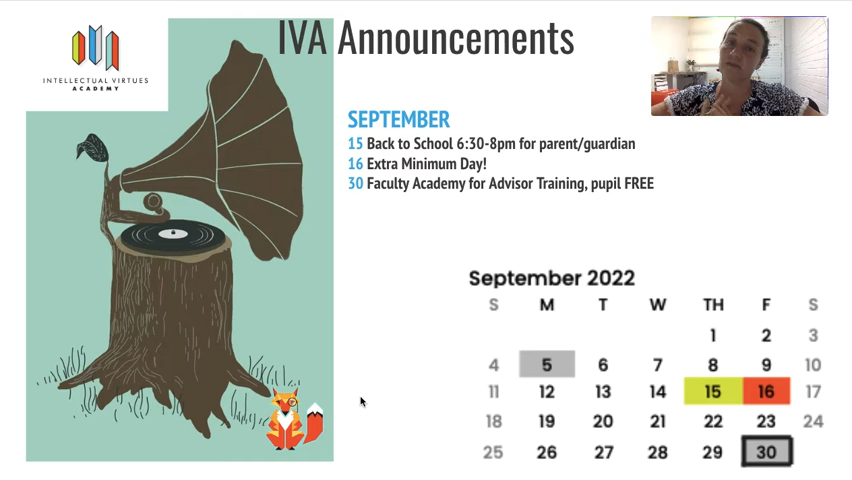 INTELLECTUAL VIRTUES
ACADEMY
IVA Announcements
SEPTEMBER
15 Back to School 6:30-8pm for parent/guardian
16 Extra Minimum Day!
30 Faculty Academy for Advisor Training, pupil FREE
September 2022
S M T W TH F S
1 2 3
4 5 6 7 8 9 10
11 12 13 14 15 16 17
18 19 20 21 22 23 24
25 26 27 28 29 30